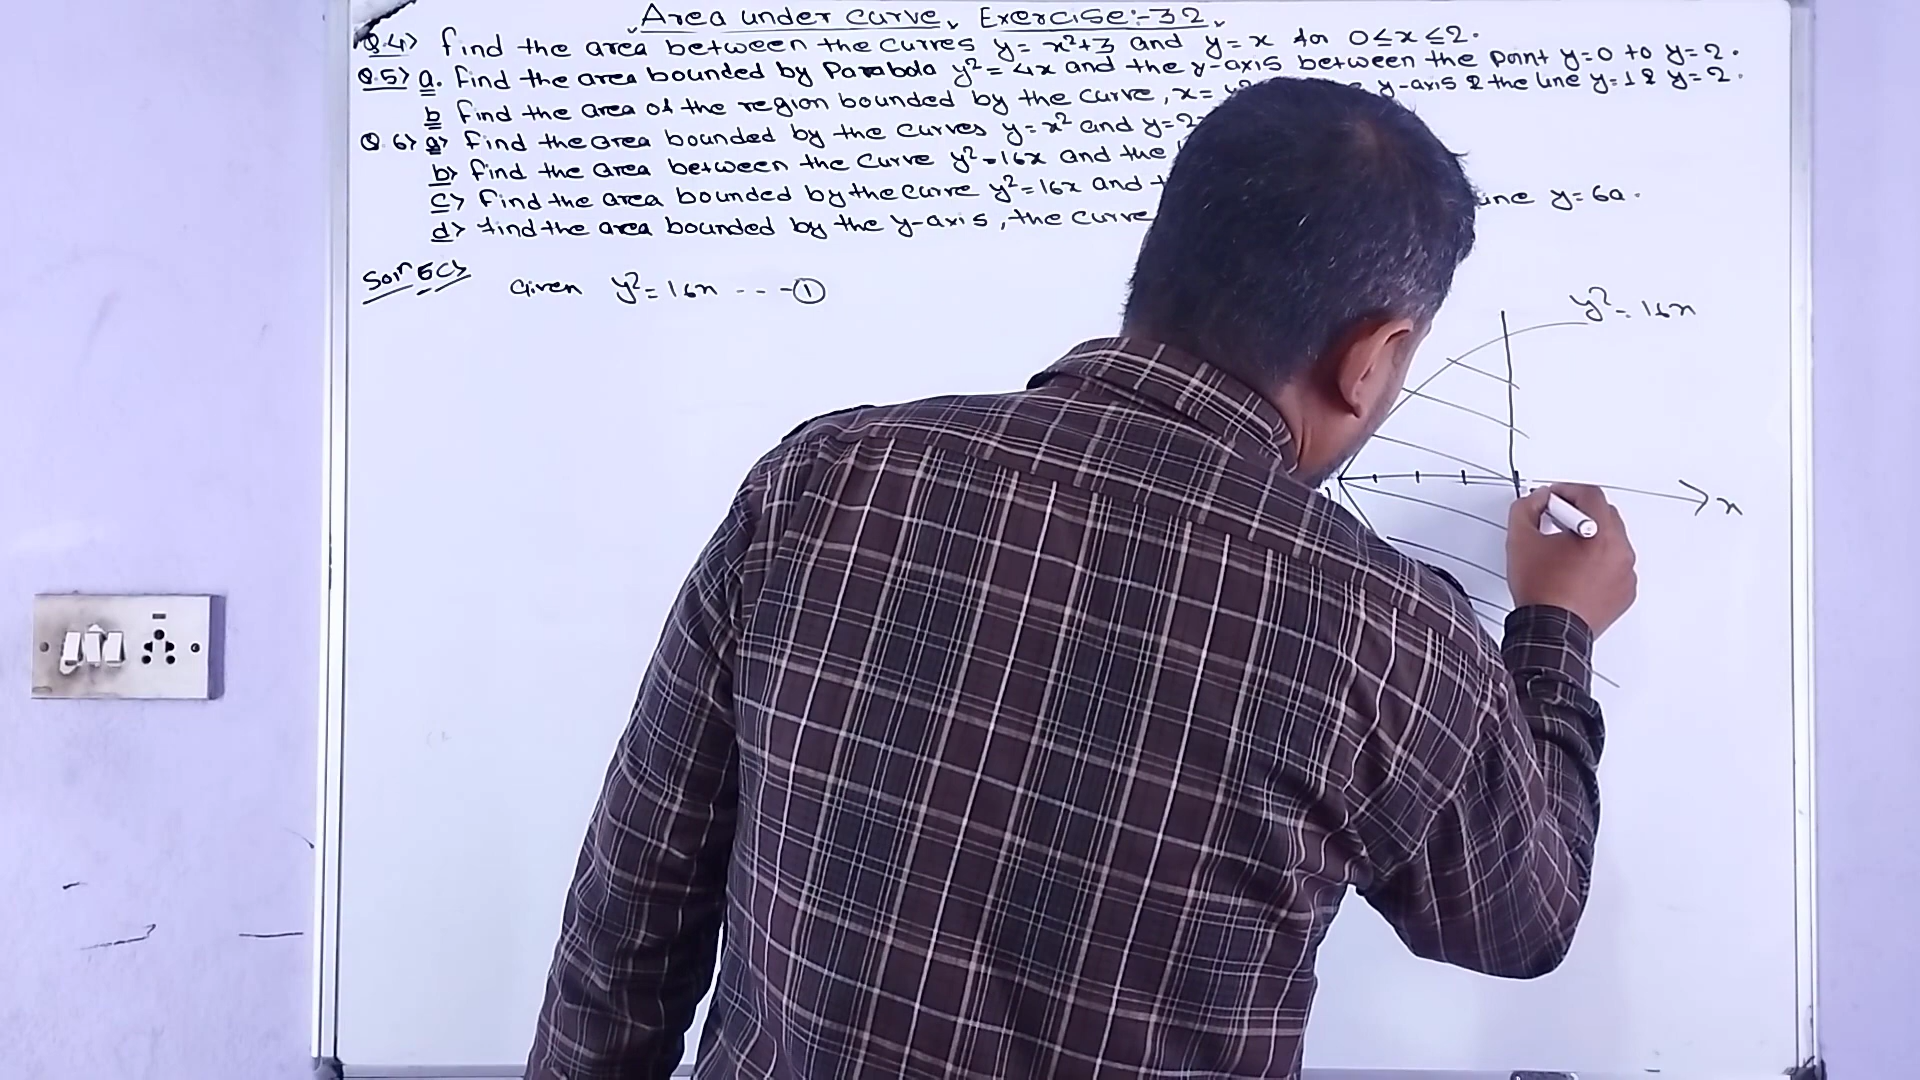 Area under curve, Exercise:-32,
Q.4> find the area between the curves y= x²+3 and y=x for 0≤x≤2.
Q.5> a. Find the area bounded by Parabola y²=4x and the y-axis between the point y=0 to y=2.
b find the area of the region bounded by the curve, x= y-axis & the line y=1 & y=2.
Q.6> a> Find the area bounded by the curves y=x² and y=2
b> find the area between the curve y²=16x and the
c> Find the area bounded by the curve y²=16x and line y=6a.
d> find the area bounded by the y-axis, the curve
Solⁿ 6c> Given y²=16x - - - ①
y²=16x
x